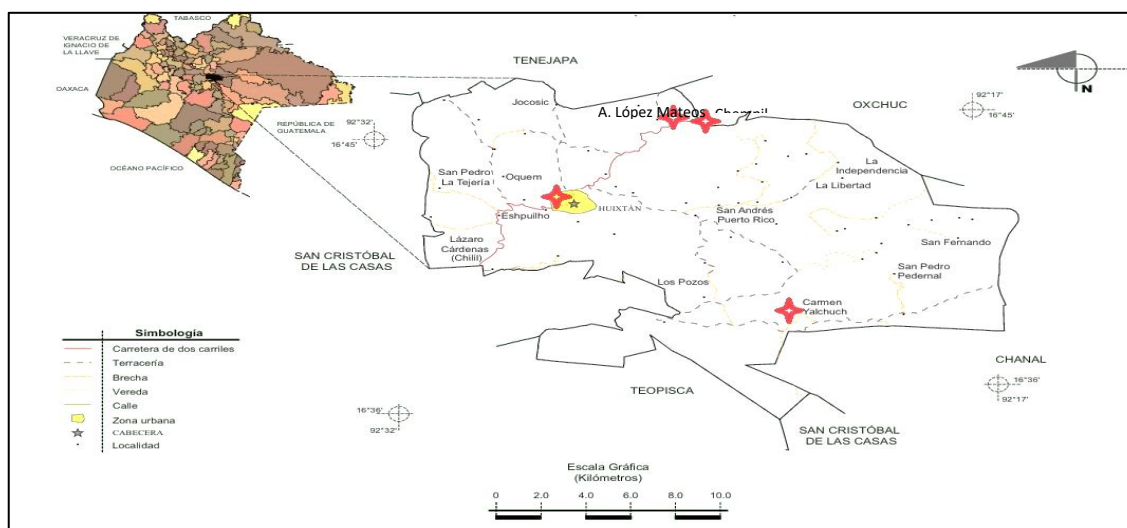 TABASCO
VERACRUZ DE
IGNACIO DE
LA LLAVE
OAXACA
REPÚBLICA DE
GUATEMALA
OCÉANO PACÍFICO
92°32'
16°45'
TENEJAPA
Jocosic
A. López Mateos
OXCHUC
92°17'
16°45'
N
San Pedro
La Tejería
Oquem
La
Independencia
La Libertad
HUIXTÁN
Eshpuilho
San Andrés
Puerto Rico
Lázaro
Cárdenas
(Chilil)
SAN CRISTÓBAL
DE LAS CASAS
San Fernando
San Pedro
Pedernal
Los Pozos
Carmen
Yalchuch
CHANAL
TEOPISCA
16°36'
92°17'
16°36'
92°32'
SAN CRISTÓBAL
DE LAS CASAS
Simbología
Carretera de dos carriles
Terracería
Brecha
Vereda
Calle
Zona urbana
CABECERA
Localidad
Escala Gráfica
(Kilómetros)
0 2.0 4.0 6.0 8.0 10.0